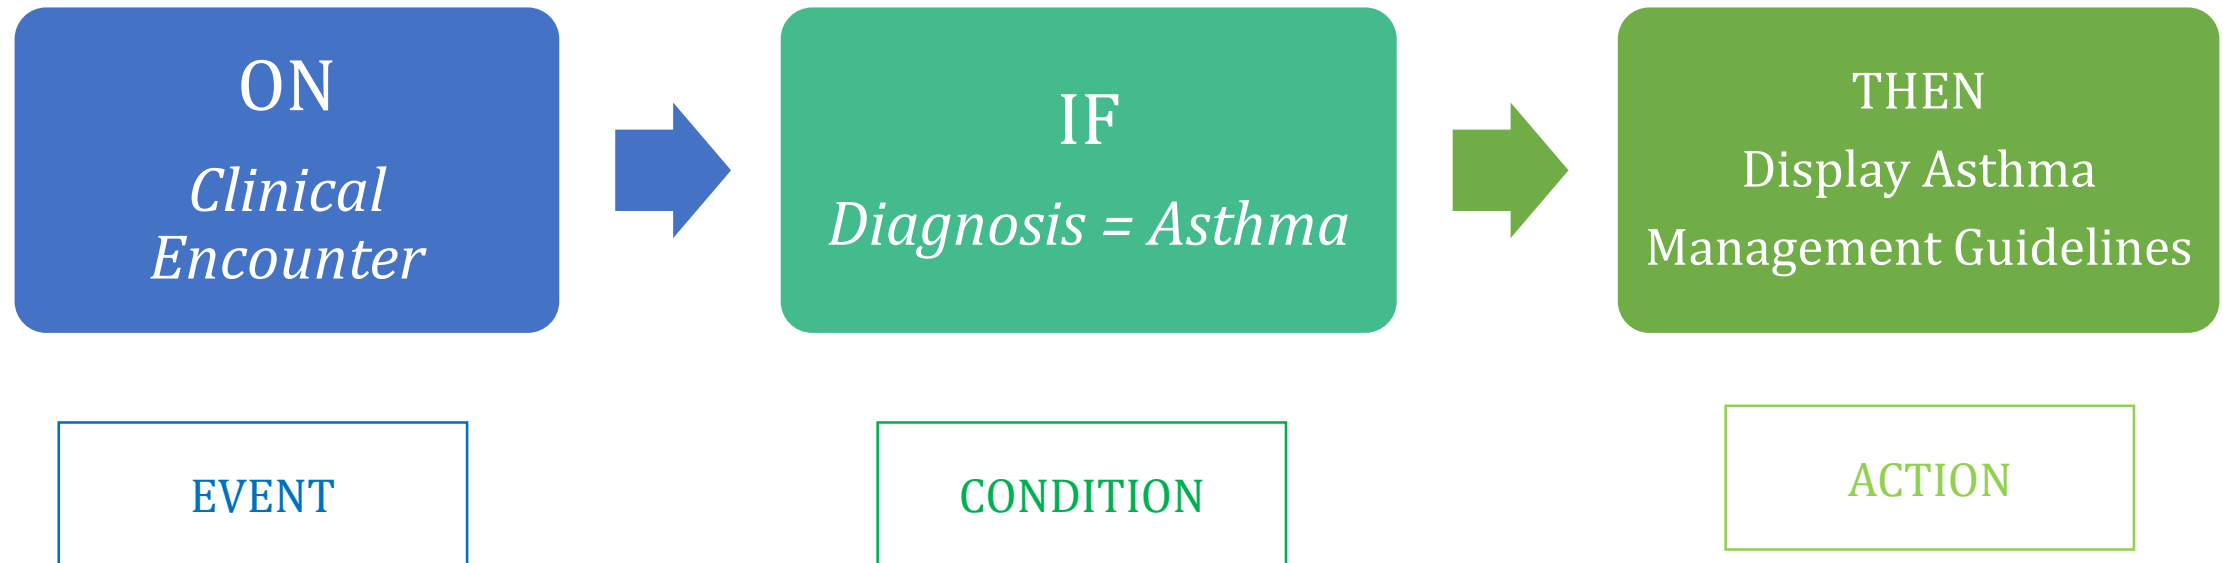 ON
Clinical
Encounter
IF
Diagnosis = Asthma
THEN
Display Asthma
Management Guidelines
EVENT
CONDITION
ACTION